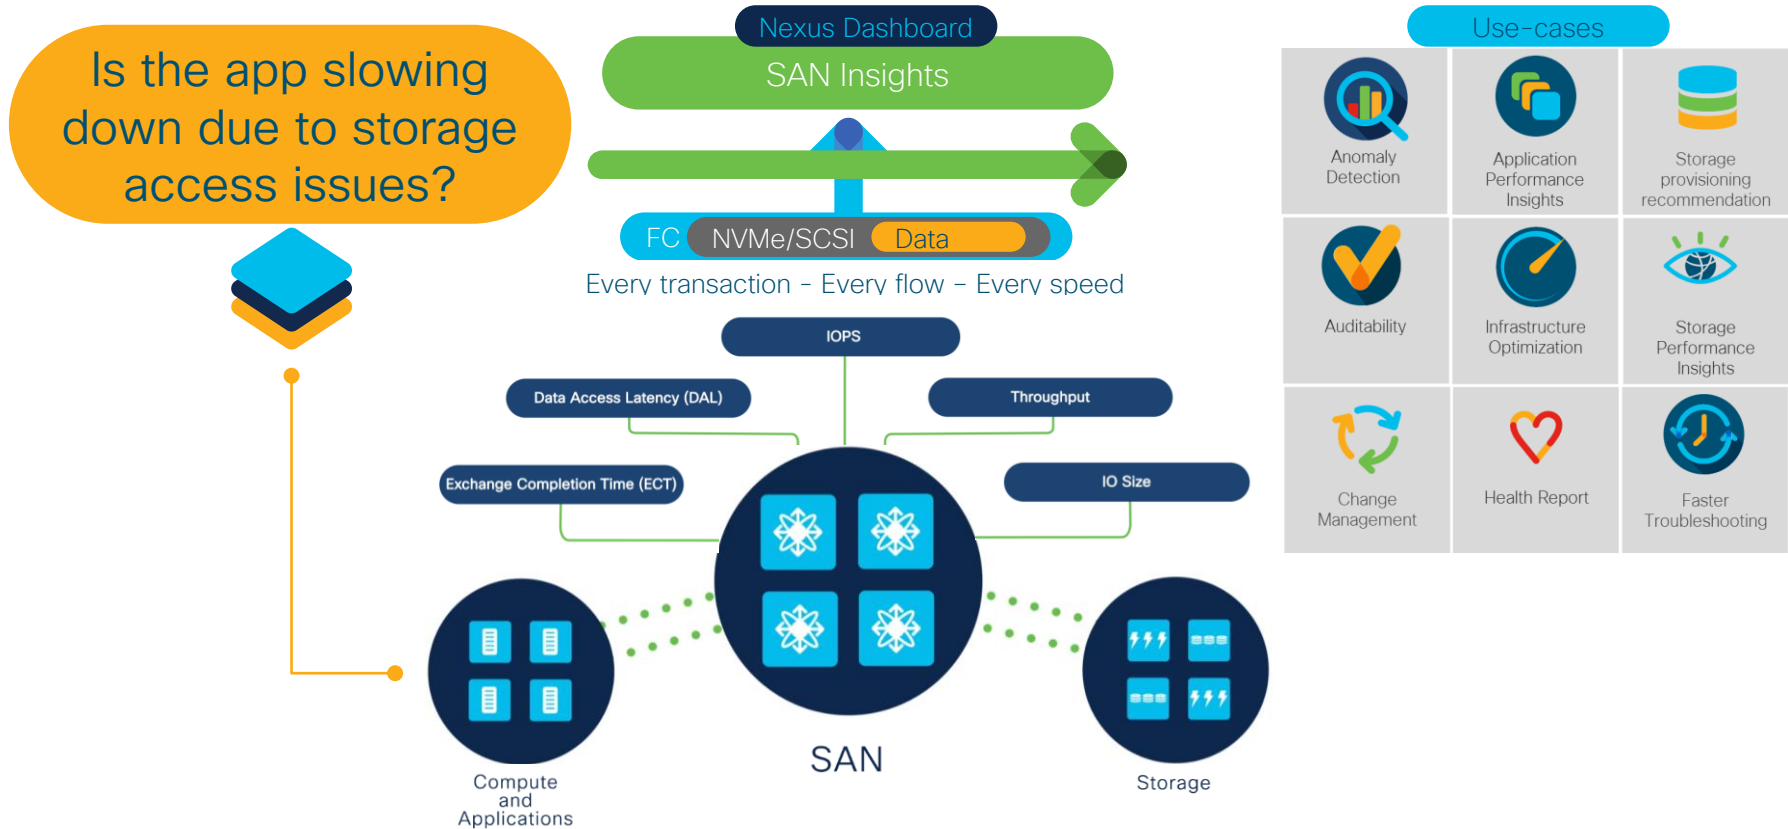 Is the app slowing
down due to storage
access issues?
Nexus Dashboard
SAN Insights
FC
NVMe/SCSI
Data
Every transaction - Every flow – Every speed
IOPS
Data Access Latency (DAL)
Throughput
Exchange Completion Time (ECT)
IO Size
SAN
Compute
and
Applications
Storage
Use-cases
Anomaly
Detection
Application
Performance
Insights
Storage
provisioning
recommendation
Auditability
Infrastructure
Optimization
Storage
Performance
Insights
Change
Management
Health Report
Faster
Troubleshooting